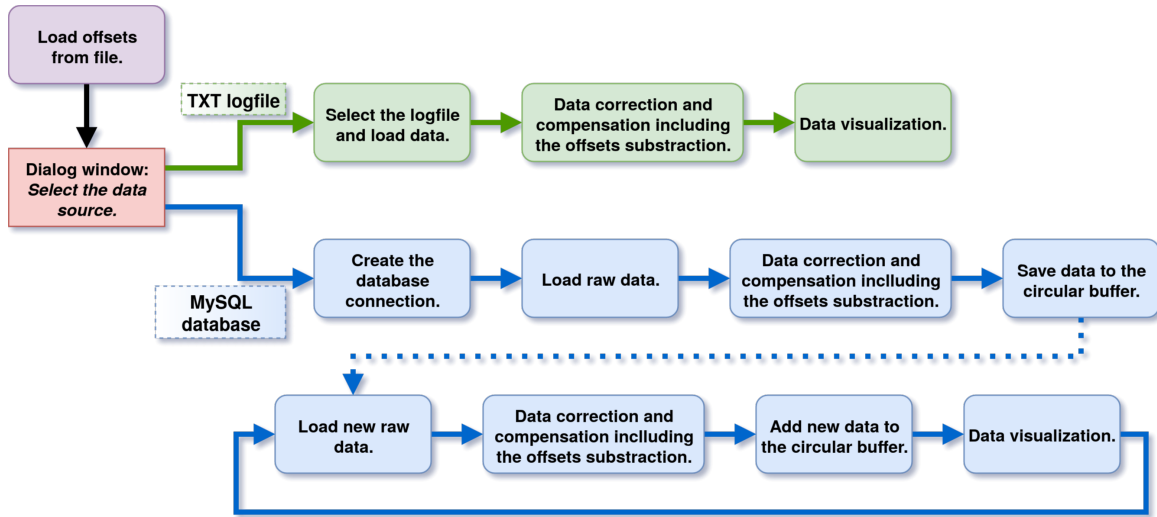 Load offsets
from file.
TXT logfile
Select the logfile
and load data.
Data correction and
compensation including
the offsets substraction.
Data visualization.
Dialog window:
Select the data
source.
MySQL
database
Create the
database
connection.
Load raw data.
Data correction and
compensation including
the offsets substraction.
Save data to the
circular buffer.
Load new raw
data.
Data correction and
compensation including
the offsets substraction.
Add new data to
the circular buffer.
Data visualization.